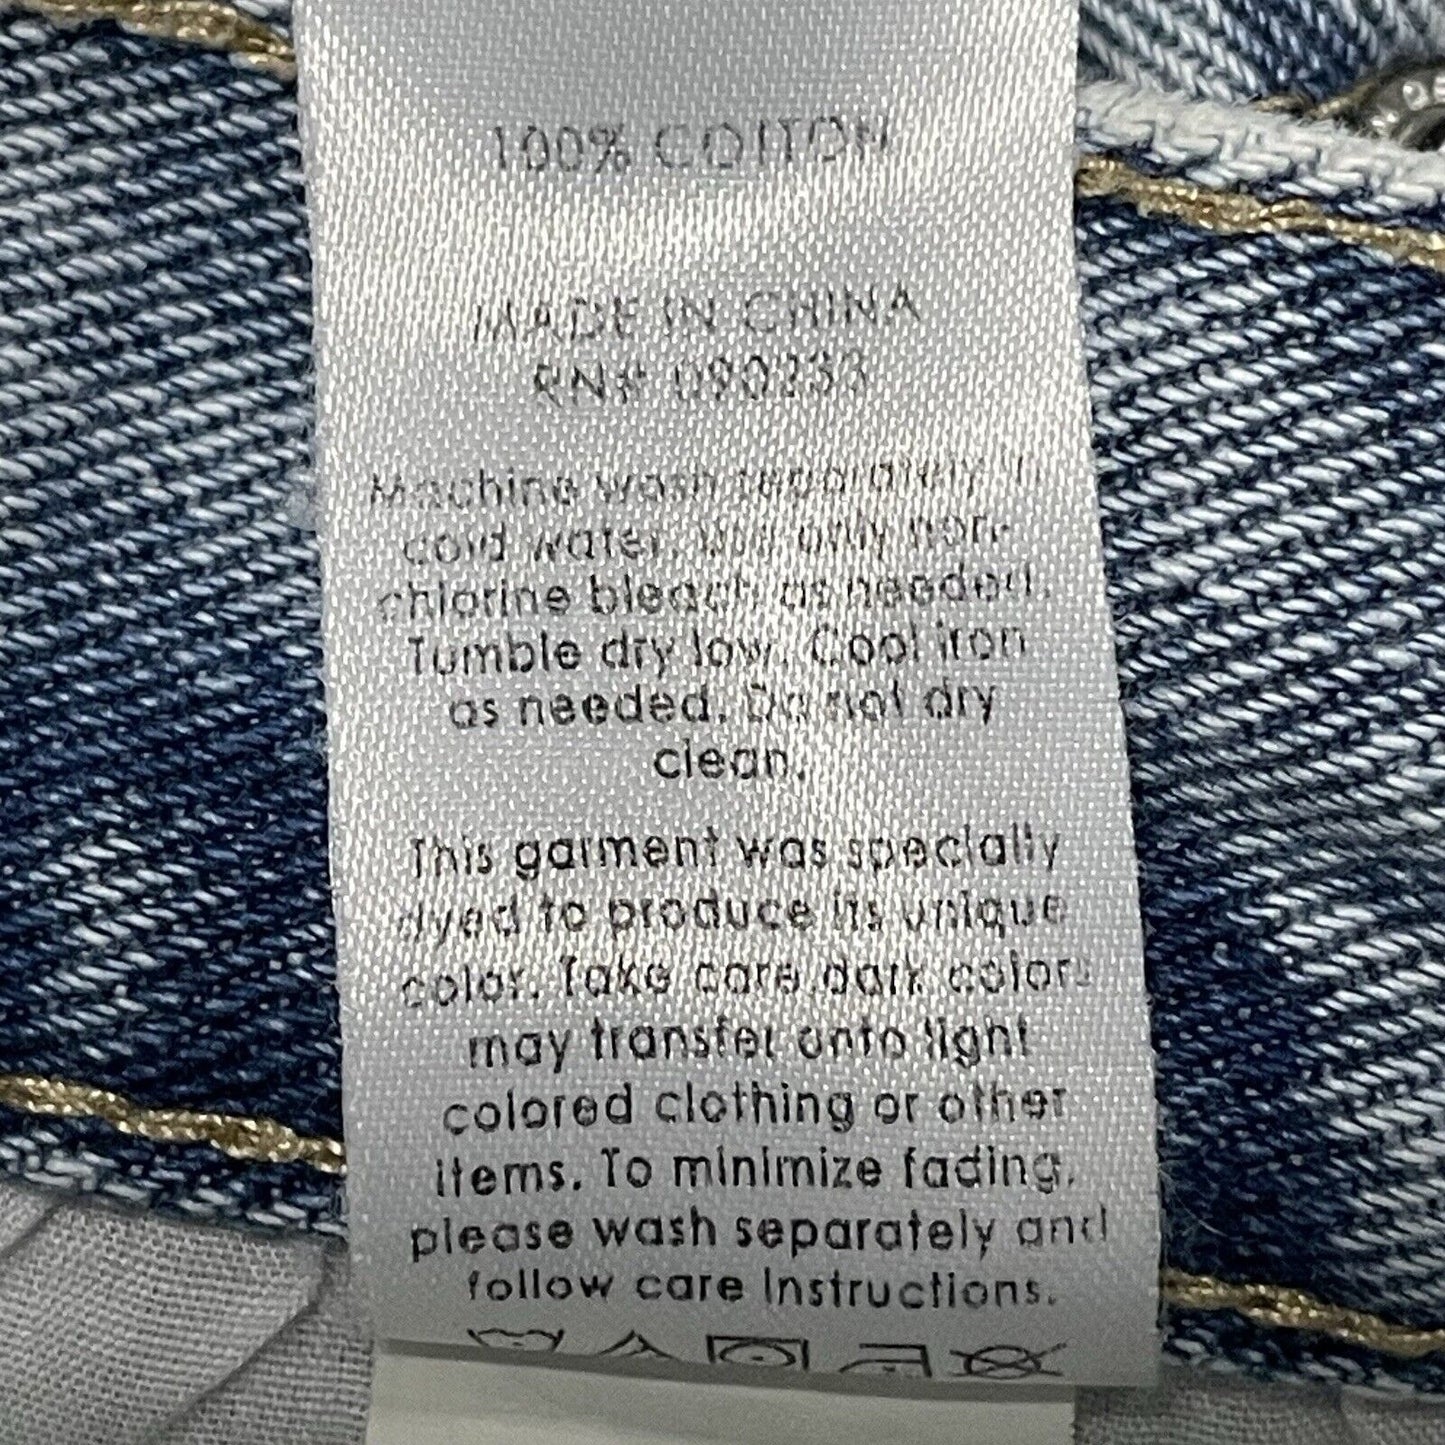 100% COTTON
MADE IN CHINA
RN# 090233
Machine wash separately in
cold water. Use only non-
chlorine bleach as needed.
Tumble dry low. Cool iron
as needed. Do not dry
clean.
This garment was specially
dyed to produce its unique
color. Take care, dark colors
may transfer onto light
colored clothing or other
items. To minimize fading,
please wash separately and
follow care instructions.